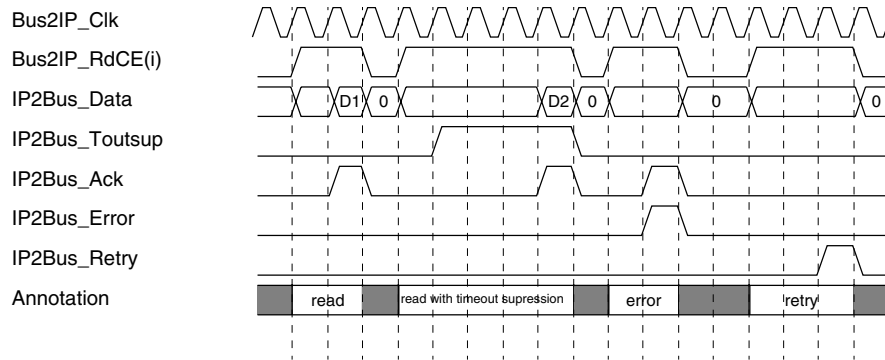 Bus2IP_Clk
Bus2IP_RdCE(i)
IP2Bus_Data D1 0 D2 0 0 0
IP2Bus_Toutsup
IP2Bus_Ack
IP2Bus_Error
IP2Bus_Retry
Annotation read read with timeout supression error retry